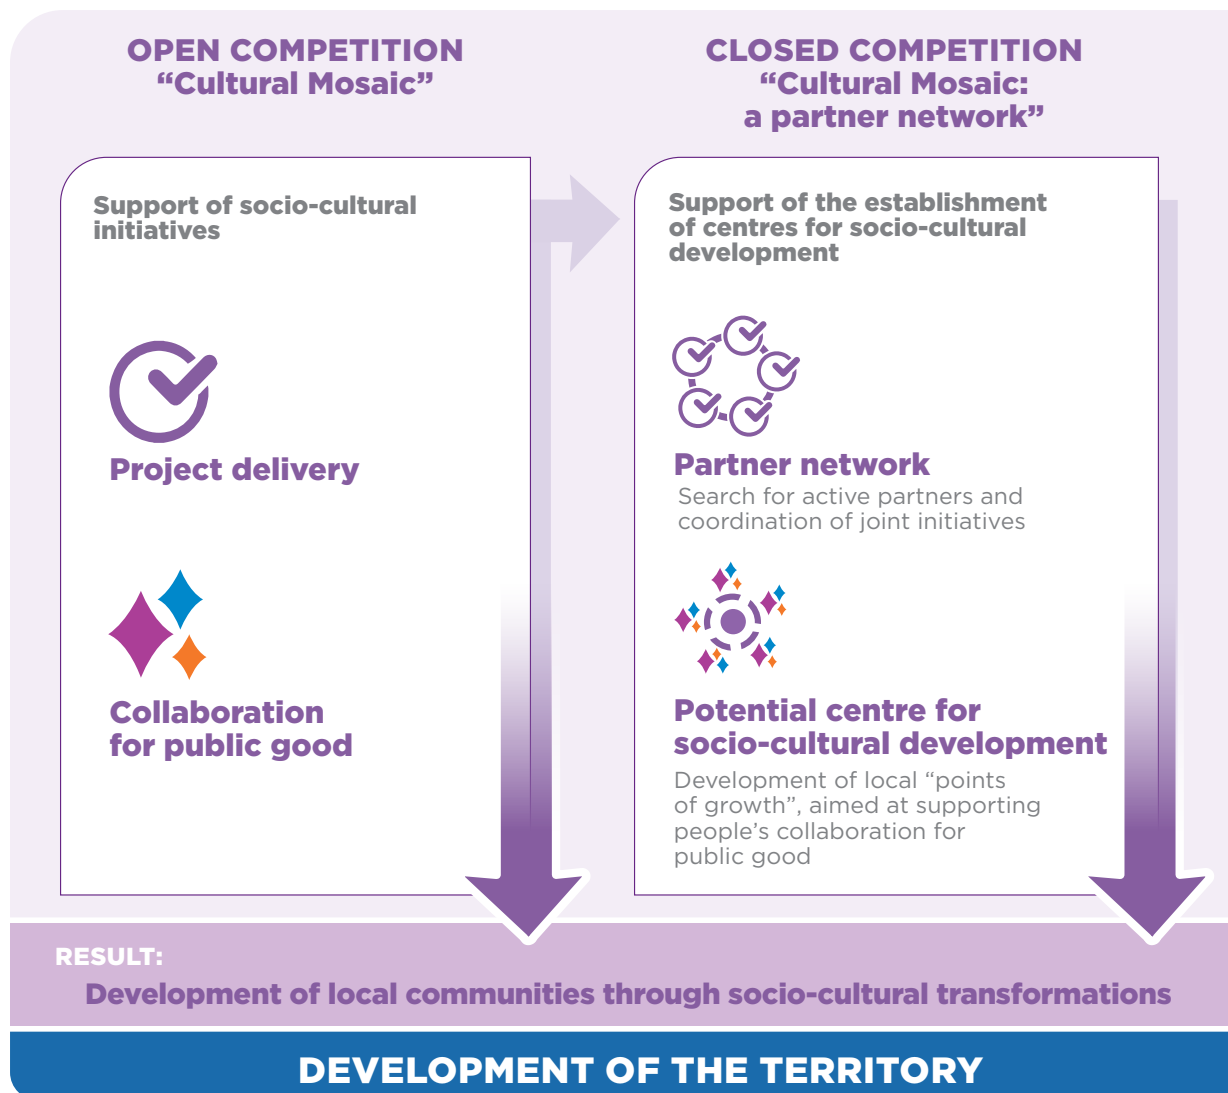 OPEN COMPETITION
“Cultural Mosaic”
Support of socio-cultural
initiatives
Project delivery
Collaboration
for public good
CLOSED COMPETITION
“Cultural Mosaic:
a partner network”
Support of the establishment
of centres for socio-cultural
development
Partner network
Search for active partners and
coordination of joint initiatives
Potential centre for
socio-cultural development
Development of local “points
of growth”, aimed at supporting
people’s collaboration for
public good
RESULT:
Development of local communities through socio-cultural transformations
DEVELOPMENT OF THE TERRITORY